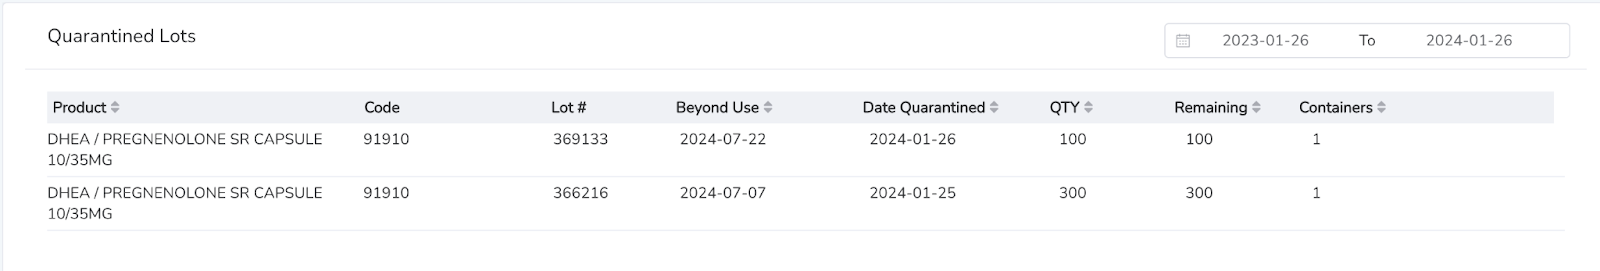 Quarantined Lots
2023-01-26 To 2024-01-26
Product Code Lot # Beyond Use Date Quarantined QTY Remaining Containers
DHEA / PREGNENOLONE SR CAPSULE 91910 369133 2024-07-22 2024-01-26 100 100 1
10/35MG
DHEA / PREGNENOLONE SR CAPSULE 91910 366216 2024-07-07 2024-01-25 300 300 1
10/35MG